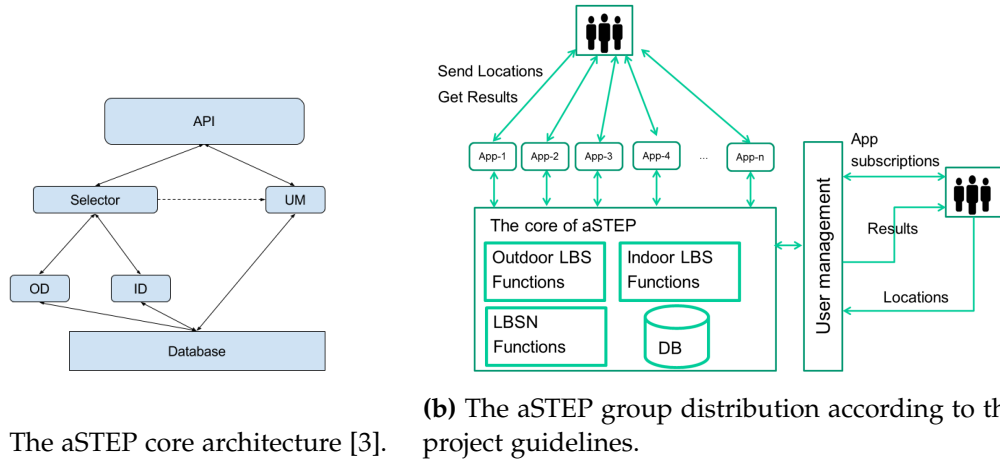 API
Selector
UM
OD
ID
Database
The aSTEP core architecture [3].
Send Locations
Get Results
App-1
App-2
App-3
App-4
...
App-n
The core of aSTEP
Outdoor LBS
Functions
Indoor LBS
Functions
LBSN
Functions
DB
User management
App
subscriptions
Results
Locations
(b) The aSTEP group distribution according to th
project guidelines.